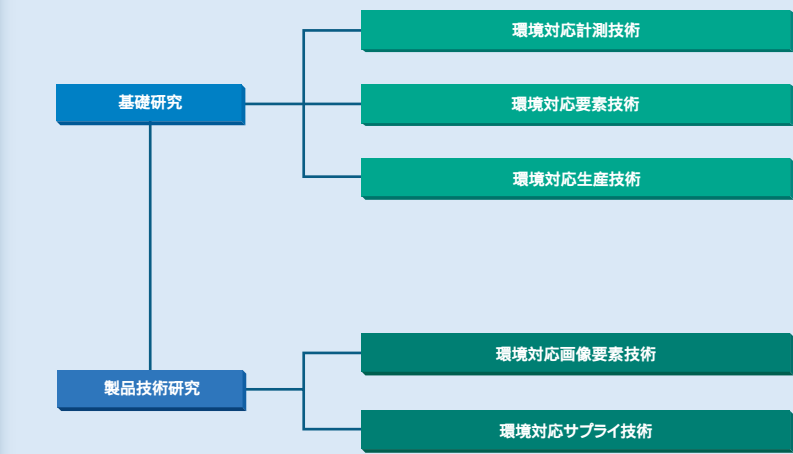 環境対応計測技術
基礎研究
環境対応要素技術
環境対応生産技術
環境対応画像要素技術
製品技術研究
環境対応サプライ技術